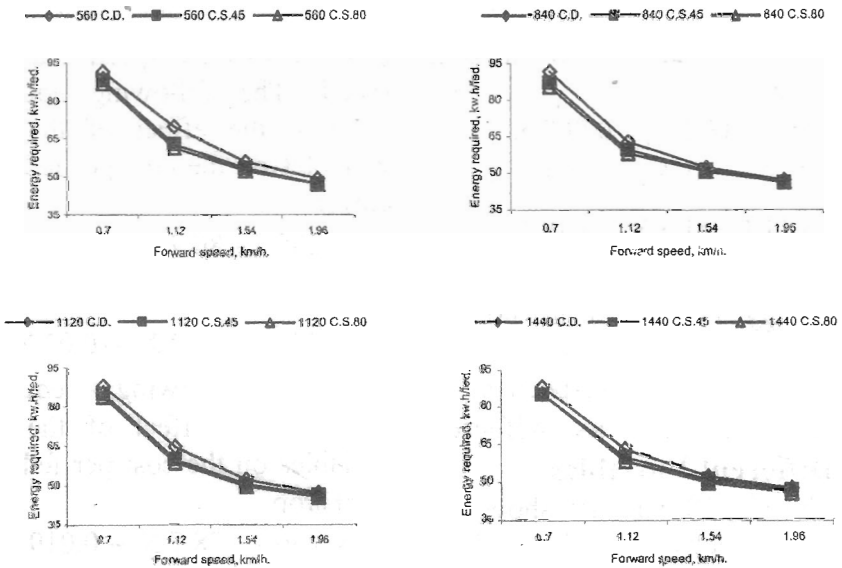 560 C.D. 560 C.S.45 560 C.S.80
Energy required, kw.h/fed.
95
80
65
50
35
0.7 1.12 1.54 1.96
Forward speed, km/h.
840 C.D. 840 C.S.45 840 C.S.80
Energy required, kw.h/fed.
95
80
65
50
35
0.7 1.12 1.54 1.96
Forward speed, km/h.
1120 C.D. 1120 C.S.45 1120 C.S.80
Energy required, kw.h/fed.
95
80
65
50
35
0.7 1.12 1.54 1.96
Forward speed, km/h.
1440 C.D. 1440 C.S.45 1440 C.S.80
Energy required, kw.h/fed.
95
80
65
50
35
0.7 1.12 1.54 1.96
Forward speed, km/h.